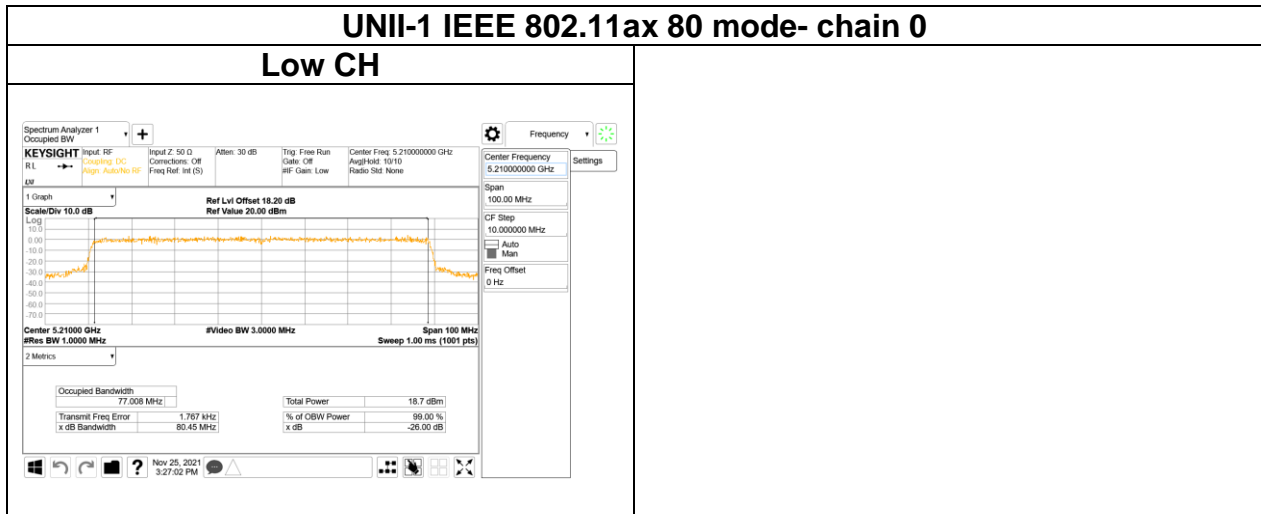 UNII-1 IEEE 802.11ax 80 mode- chain 0
Low CH
Spectrum Analyzer 1
Occupied BW
+
Frequency
KEYSIGHT
RL
Input: RF
Coupling: DC
Align: Auto/No RF
Input Z: 50 Ω
Corrections: Off
Freq Ref: Int (S)
Atten: 30 dB
Trig: Free Run
Gate: Off
#IF Gain: Low
Center Freq: 5.210000000 GHz
Avg|Hold: 10/10
Radio Std: None
Center Frequency
5.210000000 GHz
Settings
Span
100.00 MHz
CF Step
10.000000 MHz
Auto
Man
Freq Offset
0 Hz
1 Graph
Scale/Div 10.0 dB
Ref Lvl Offset 18.20 dB
Ref Value 20.00 dBm
Log
10.0
0.00
-10.0
-20.0
-30.0
-40.0
-50.0
-60.0
-70.0
Center 5.21000 GHz
#Video BW 3.0000 MHz
Span 100 MHz
#Res BW 1.0000 MHz
Sweep 1.00 ms (1001 pts)
2 Metrics
Occupied Bandwidth
77.008 MHz
Total Power 18.7 dBm
Transmit Freq Error 1.767 kHz
% of OBW Power 99.00 %
x dB Bandwidth 80.45 MHz
x dB -26.00 dB
?
Nov 25, 2021
3:27:02 PM